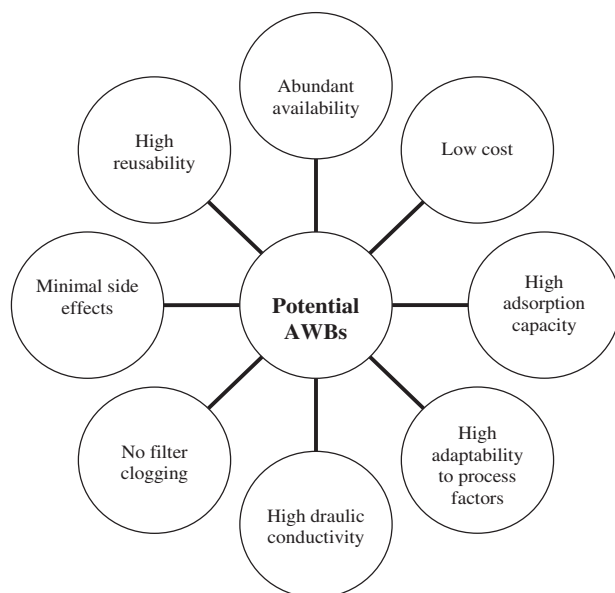 Abundant
availability
Low cost
High
adsorption
capacity
High
adaptability
to process
factors
High draulic
conductivity
No filter
clogging
Minimal side
effects
High
reusability
Potential
AWBs